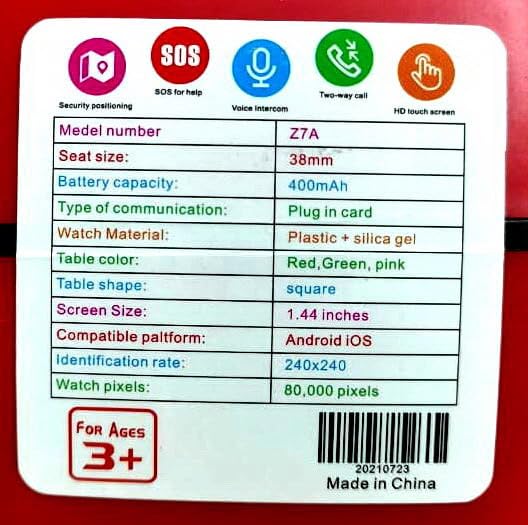 SOS
Security positioning
SOS for help
Voice Intercom
Two-way call
HD touch screen
Medel number Z7A
Seat size: 38mm
Battery capacity: 400mAh
Type of communication: Plug in card
Watch Material: Plastic + silica gel
Table color: Red,Green, pink
Table shape: square
Screen Size: 1.44 inches
Compatible paltform: Android iOS
Identification rate: 240x240
Watch pixels: 80,000 pixels
FOR AGES
3+
20210723
Made in China